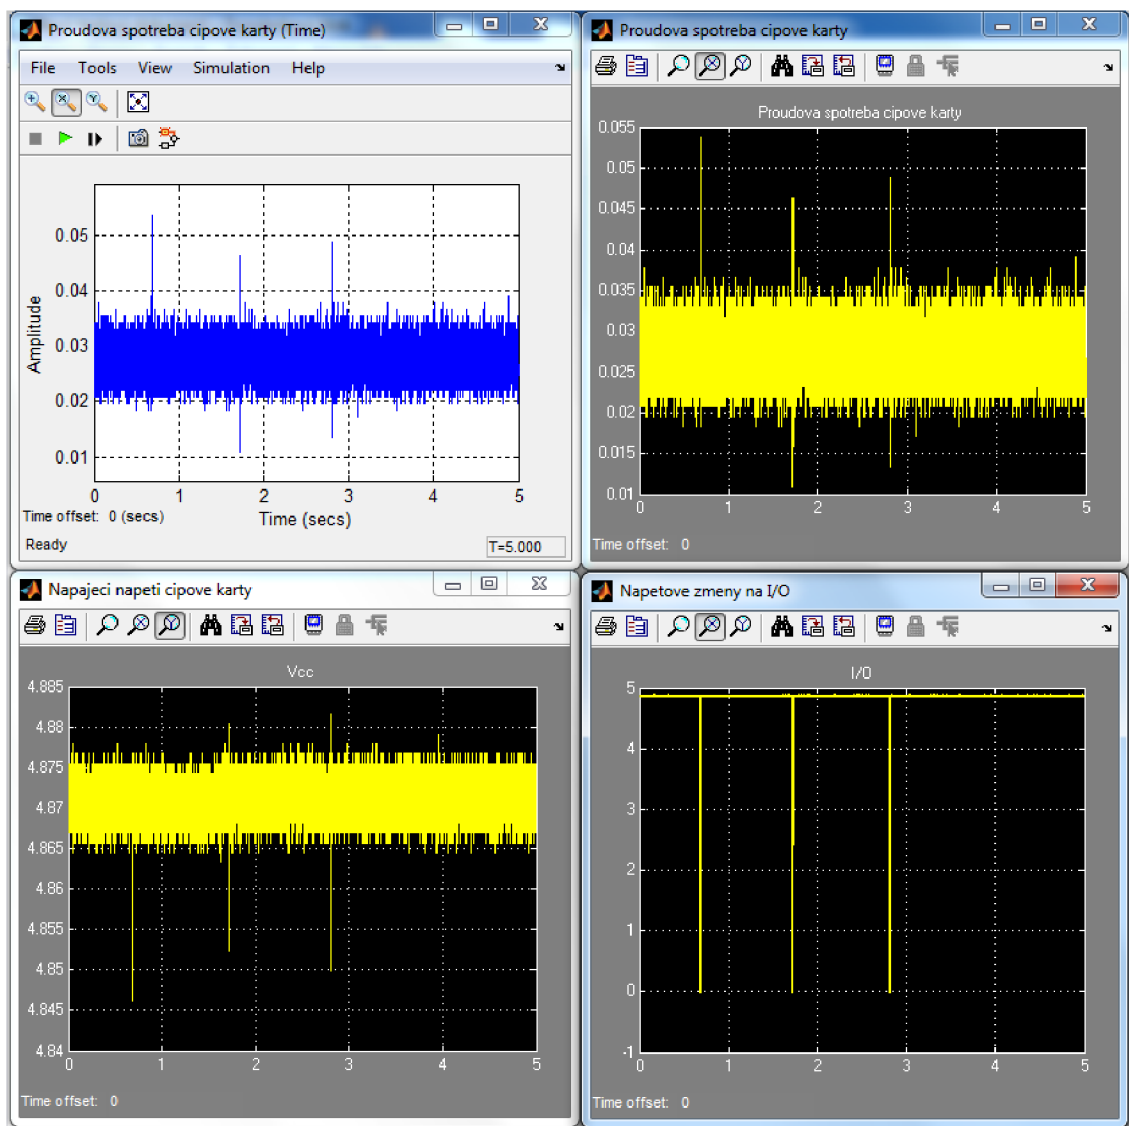 Proudova spotreba cipove karty (Time)
File Tools View Simulation Help
0.05
0.04
0.03
0.02
0.01
Amplitude
0 1 2 3 4 5
Time offset: 0 (secs)
Time (secs)
Ready
T=5.000
Proudova spotreba cipove karty
Proudova spotreba cipove karty
0.055
0.05
0.045
0.04
0.035
0.03
0.025
0.02
0.015
0.01
0 1 2 3 4 5
Time offset: 0
Napajeci napeti cipove karty
Vcc
4.885
4.88
4.875
4.87
4.865
4.86
4.855
4.85
4.845
4.84
0 1 2 3 4 5
Time offset: 0
Napetove zmeny na I/O
I/O
5
4
3
2
1
0
-1
0 1 2 3 4 5
Time offset: 0